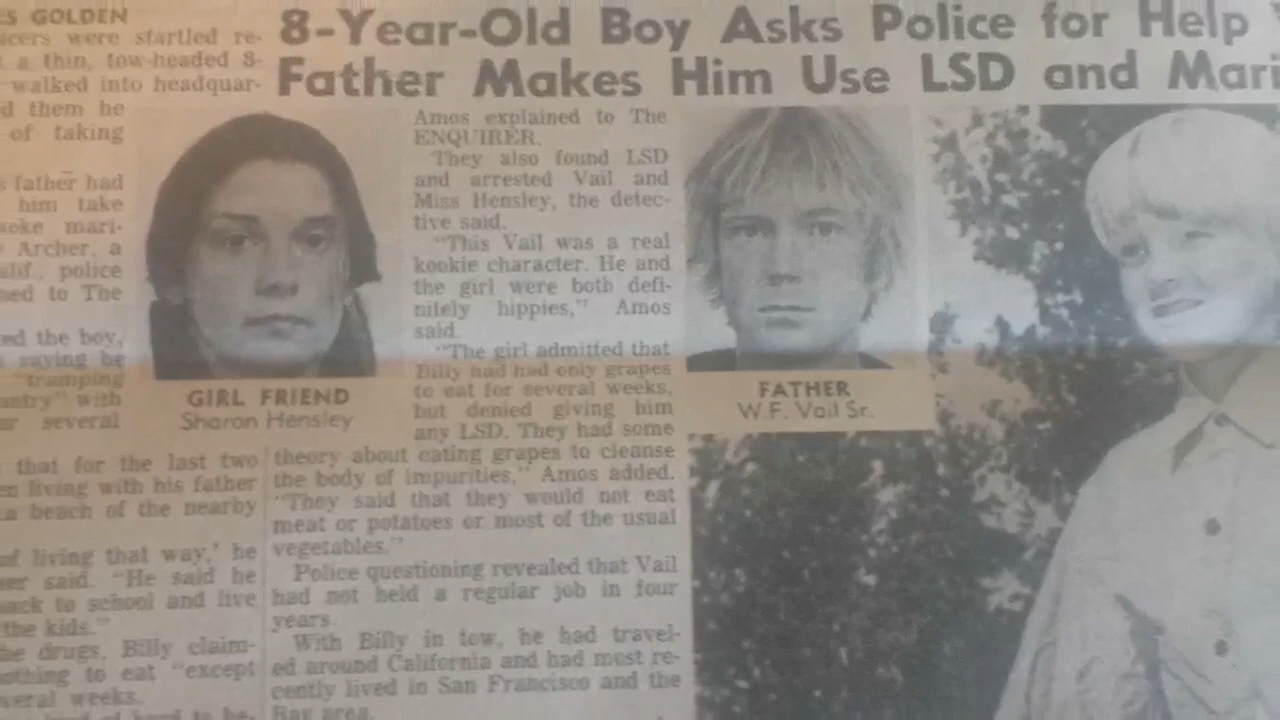 8-Year-Old Boy Asks Police for Help
Father Makes Him Use LSD and Mari
S GOLDEN
icers were startled re-
a thin, tow-headed 8-
walked into headquar-
d them he
of taking
s father had
him take
oke mari-
Archer, a
alif., police
ed to The
ed the boy,
saying he
"tramping
antry" with
r several
that for the last two
en living with his father
a beach of the nearby
of living that way,' he
er said. "He said he
ack to school and live
the kids."
he drugs, Billy claim-
othing to eat "except
veral weeks.
GIRL FRIEND
Sharon Hensley
Amos explained to The
ENQUIRER.
They also found LSD
and arrested Vail and
Miss Hensley, the detec-
tive said.
"This Vail was a real
kookie character. He and
the girl were both defi-
nitely hippies," Amos
said.
"The girl admitted that
Billy had had only grapes
to eat for several weeks,
but denied giving him
any LSD. They had some
theory about eating grapes to cleanse
the body of impurities," Amos added.
"They said that they would not eat
meat or potatoes or most of the usual
vegetables."
Police questioning revealed that Vail
had not held a regular job in four
years.
With Billy in tow, he had travel-
ed around California and had most re-
cently lived in San Francisco and the
Bay area.
FATHER
W.F. Vail Sr.